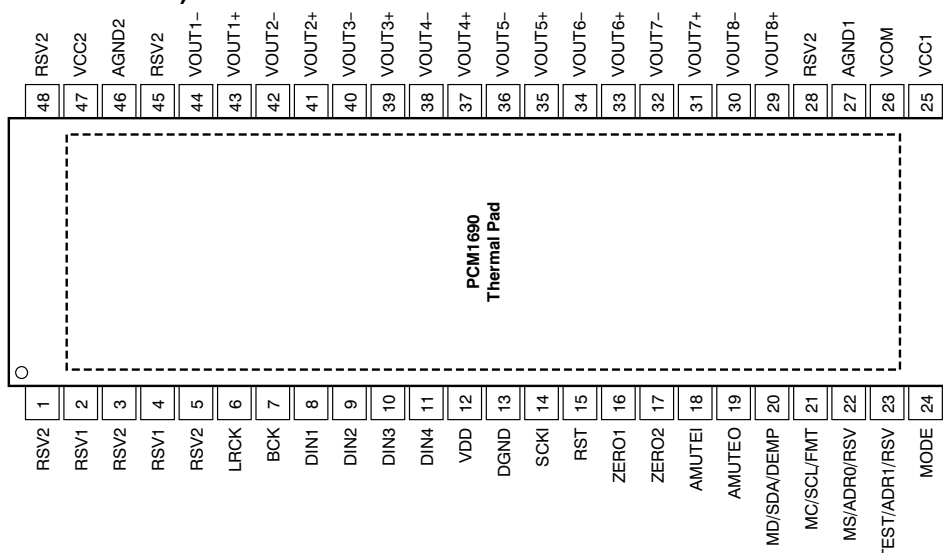 RSV2
VCC2
AGND2
RSV2
VOUT1−
VOUT1+
VOUT2−
VOUT2+
VOUT3−
VOUT3+
VOUT4−
VOUT4+
VOUT5−
VOUT5+
VOUT6−
VOUT6+
VOUT7−
VOUT7+
VOUT8−
VOUT8+
RSV2
AGND1
VCOM
VCC1
48
47
46
45
44
43
42
41
40
39
38
37
36
35
34
33
32
31
30
29
28
27
26
25
PCM1690
Thermal Pad
1
2
3
4
5
6
7
8
9
10
11
12
13
14
15
16
17
18
19
20
21
22
23
24
RSV2
RSV1
RSV2
RSV1
RSV2
LRCK
BCK
DIN1
DIN2
DIN3
DIN4
VDD
DGND
SCKI
RST
ZERO1
ZERO2
AMUTEI
AMUTEO
MD/SDA/DEMP
MC/SCL/FMT
MS/ADR0/RSV
TEST/ADR1/RSV
MODE